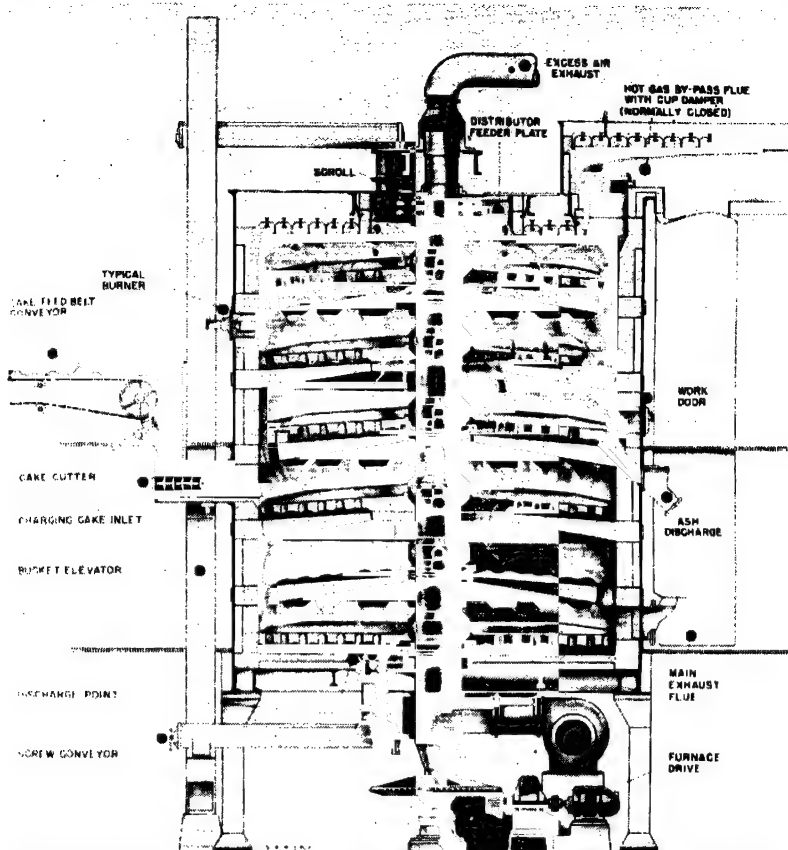 EXCESS AIR
EXHAUST
HOT GAS BY-PASS FLUE
WITH CUP DAMPER
(NORMALLY CLOSED)
DISTRIBUTOR
FEEDER PLATE
SCROLL
TYPICAL
BURNER
CAKE FEED BELT
CONVEYOR
WORK
DOOR
CAKE CUTTER
CHARGING CAKE INLET
ASH
DISCHARGE
BUCKET ELEVATOR
MAIN
EXHAUST
FLUE
DISCHARGE POINT
SCREW CONVEYOR
FURNACE
DRIVE